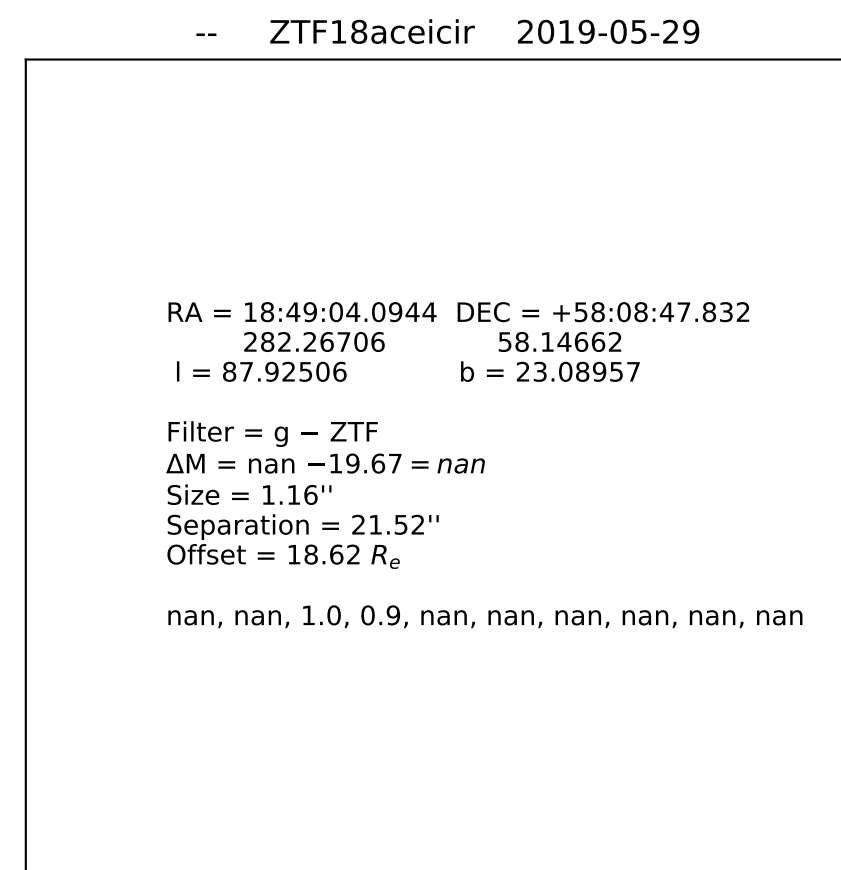 -- ZTF18aceicir 2019-05-29
RA = 18:49:04.0944 DEC = +58:08:47.832
282.26706 58.14662
l = 87.92506 b = 23.08957
Filter = g − ZTF
ΔM = nan −19.67 = nan
Size = 1.16''
Separation = 21.52''
Offset = 18.62 Rₑ
nan, nan, 1.0, 0.9, nan, nan, nan, nan, nan, nan